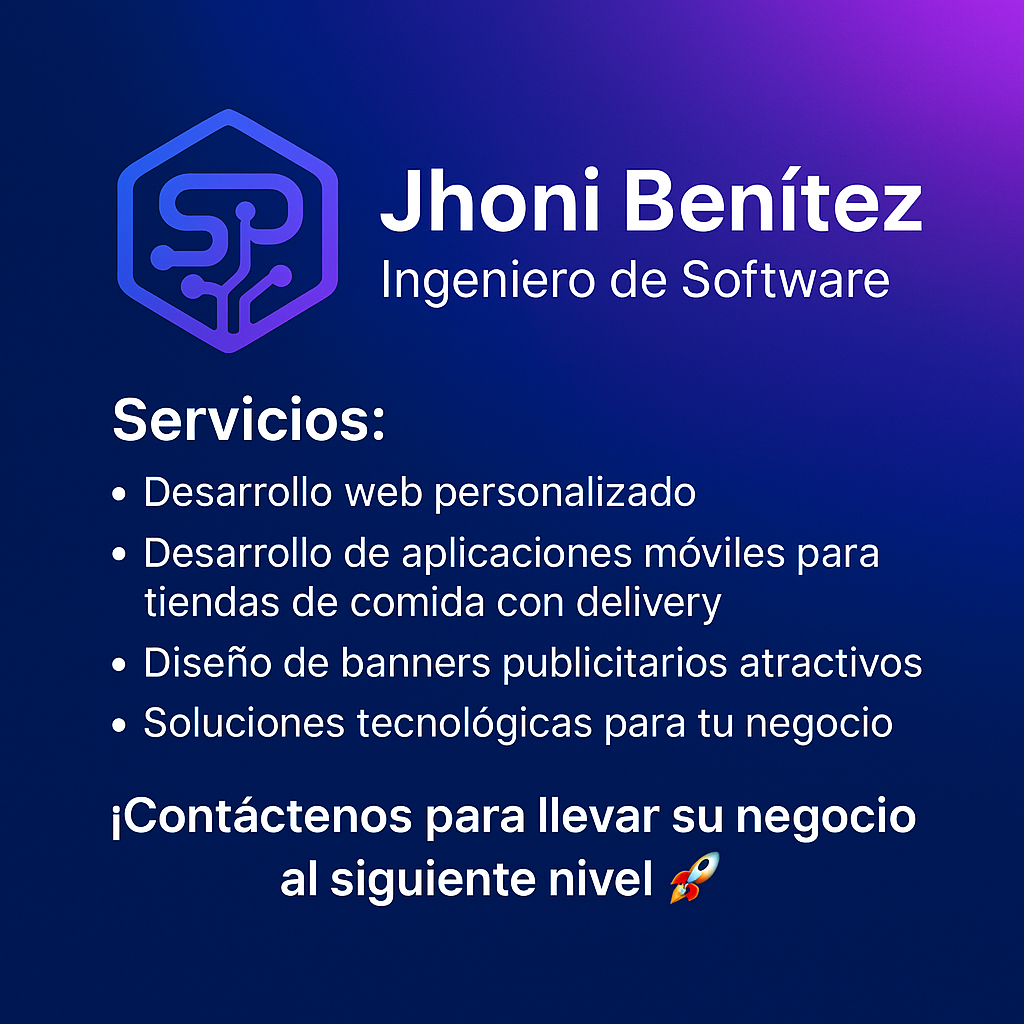 SP
Jhoni Benítez
Ingeniero de Software
Servicios:
• Desarrollo web personalizado
• Desarrollo de aplicaciones móviles para
tiendas de comida con delivery
• Diseño de banners publicitarios atractivos
• Soluciones tecnológicas para tu negocio
¡Contáctenos para llevar su negocio
al siguiente nivel 🚀